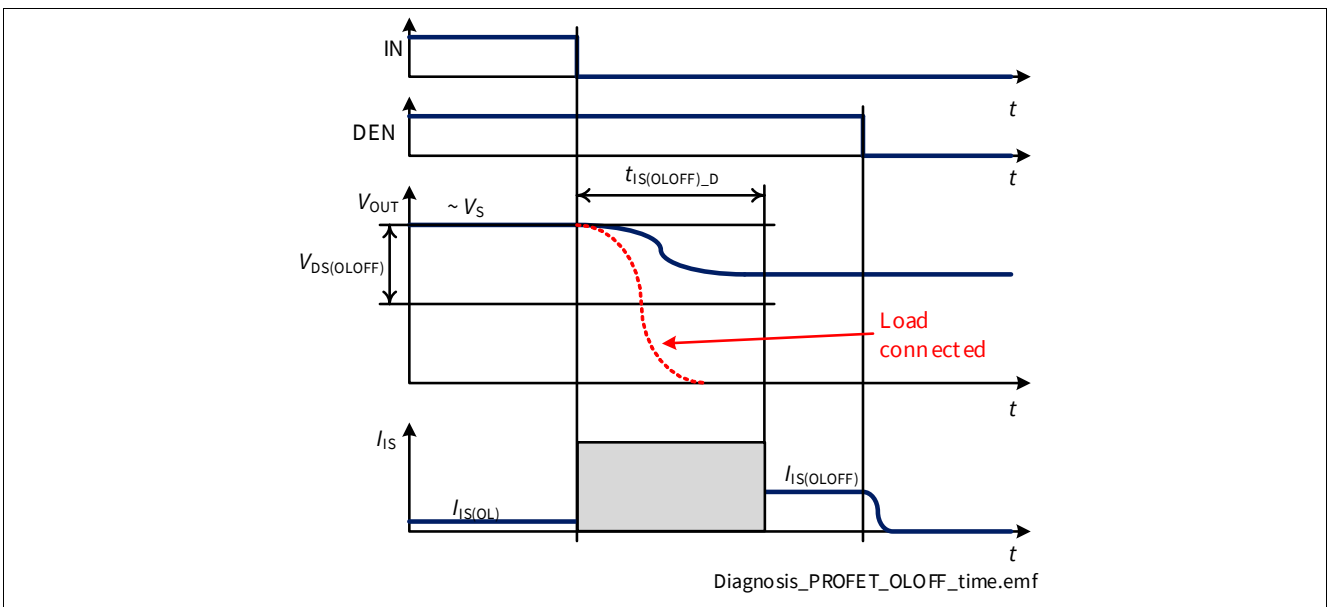 IN
t
DEN
t
tIS(OLOFF)_D
VOUT
~ VS
VDS(OLOFF)
Load
connected
t
IIS
IIS(OLOFF)
IIS(OL)
t
Diagnosis_PROFET_OLOFF_time.emf